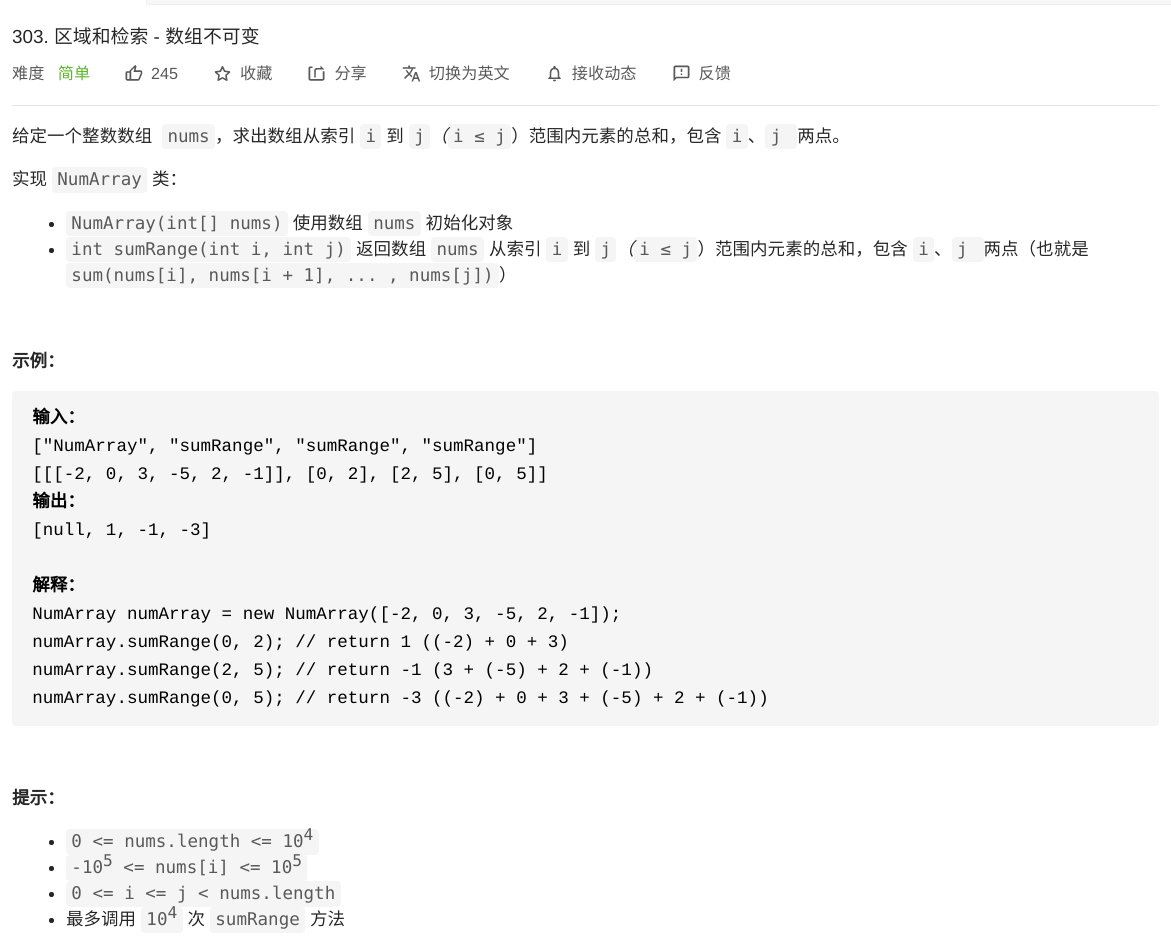 303. 区域和检索 - 数组不可变
难度 简单 245 收藏 分享 切换为英文 接收动态 反馈
给定一个整数数组 nums，求出数组从索引 i 到 j（i ≤ j）范围内元素的总和，包含 i、j 两点。
实现 NumArray 类：
NumArray(int[] nums) 使用数组 nums 初始化对象
int sumRange(int i, int j) 返回数组 nums 从索引 i 到 j（i ≤ j）范围内元素的总和，包含 i、j 两点（也就是
sum(nums[i], nums[i + 1], ... , nums[j])）
示例：
输入：
["NumArray", "sumRange", "sumRange", "sumRange"]
[[[-2, 0, 3, -5, 2, -1]], [0, 2], [2, 5], [0, 5]]
输出：
[null, 1, -1, -3]
解释：
NumArray numArray = new NumArray([-2, 0, 3, -5, 2, -1]);
numArray.sumRange(0, 2); // return 1 ((-2) + 0 + 3)
numArray.sumRange(2, 5); // return -1 (3 + (-5) + 2 + (-1))
numArray.sumRange(0, 5); // return -3 ((-2) + 0 + 3 + (-5) + 2 + (-1))
提示：
0 <= nums.length <= 10⁴
-10⁵ <= nums[i] <= 10⁵
0 <= i <= j < nums.length
最多调用 10⁴ 次 sumRange 方法